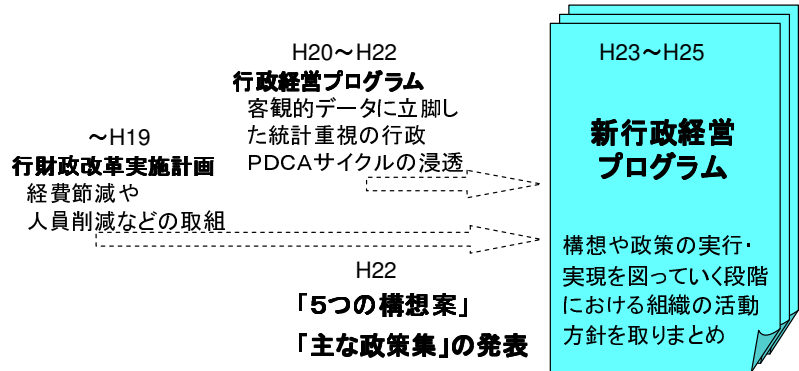 ～H19
行財政改革実施計画
経費節減や
人員削減などの取組
H20～H22
行政経営プログラム
客観的データに立脚し
た統計重視の行政
PDCAサイクルの浸透
H22
「5つの構想案」
「主な政策集」の発表
H23～H25
新行政経営
プログラム
構想や政策の実行・
実現を図っていく段階
における組織の活動
方針を取りまとめ